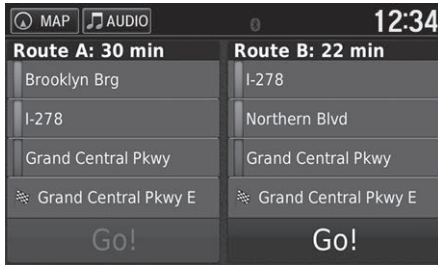 MAP AUDIO 12:34
Route A: 30 min Route B: 22 min
Brooklyn Brg I-278
I-278 Northern Blvd
Grand Central Pkwy Grand Central Pkwy
Grand Central Pkwy E Grand Central Pkwy E
Go! Go!